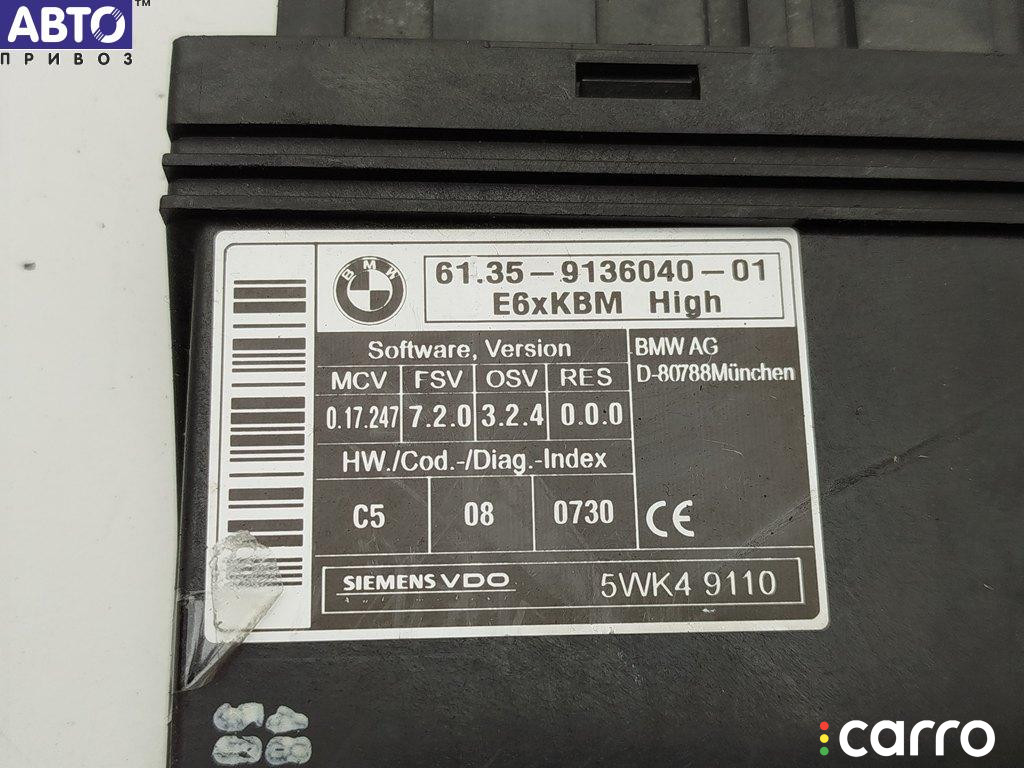 АВТО™
ПРИВОЗ
BMW
61.35-9136040-01
E6xKBM High
Software, Version
MCV FSV OSV RES
0.17.247 7.2.0 3.2.4 0.0.0
HW./Cod.-/Diag.-Index
C5 08 0730
BMW AG
D-80788München
CE
SIEMENS VDO
5WK4 9110
carro